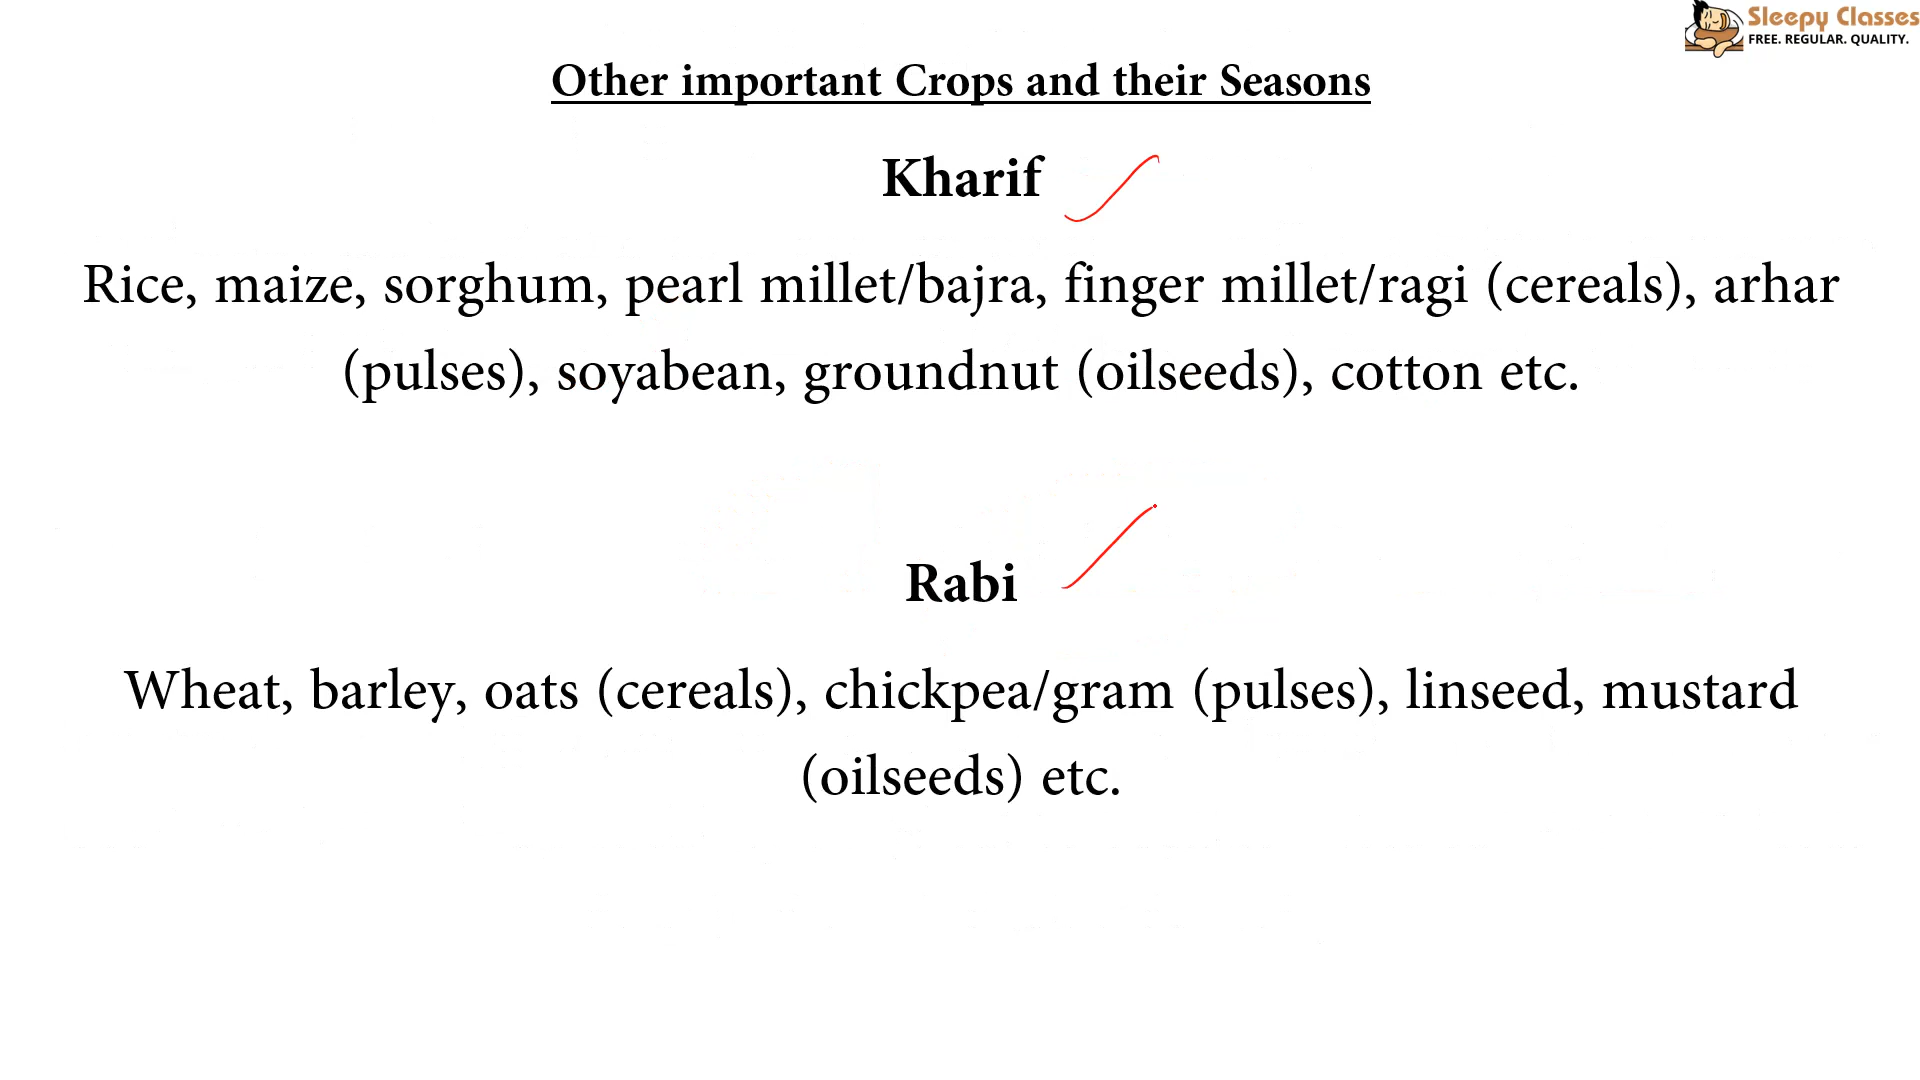 Sleepy Classes
FREE. REGULAR. QUALITY.
Other important Crops and their Seasons
Kharif
Rice, maize, sorghum, pearl millet/bajra, finger millet/ragi (cereals), arhar
(pulses), soyabean, groundnut (oilseeds), cotton etc.
Rabi
Wheat, barley, oats (cereals), chickpea/gram (pulses), linseed, mustard
(oilseeds) etc.